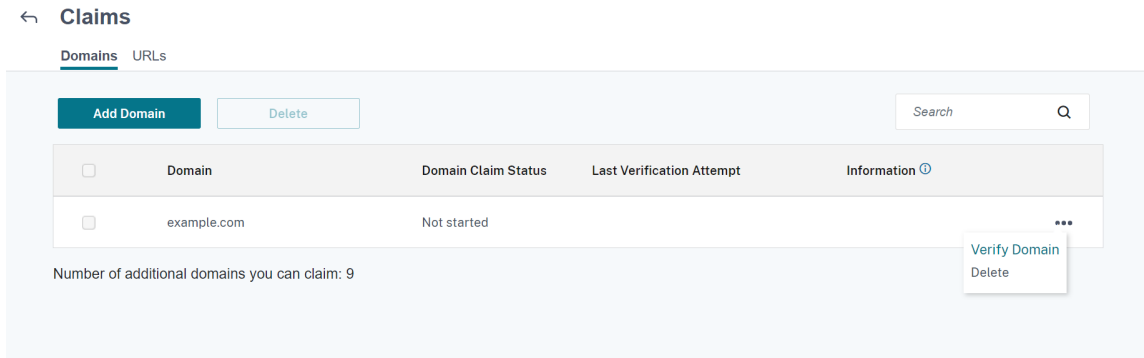 Claims
Domains URLs
Add Domain Delete Search
Domain Domain Claim Status Last Verification Attempt Information
example.com Not started
Verify Domain
Delete
Number of additional domains you can claim: 9